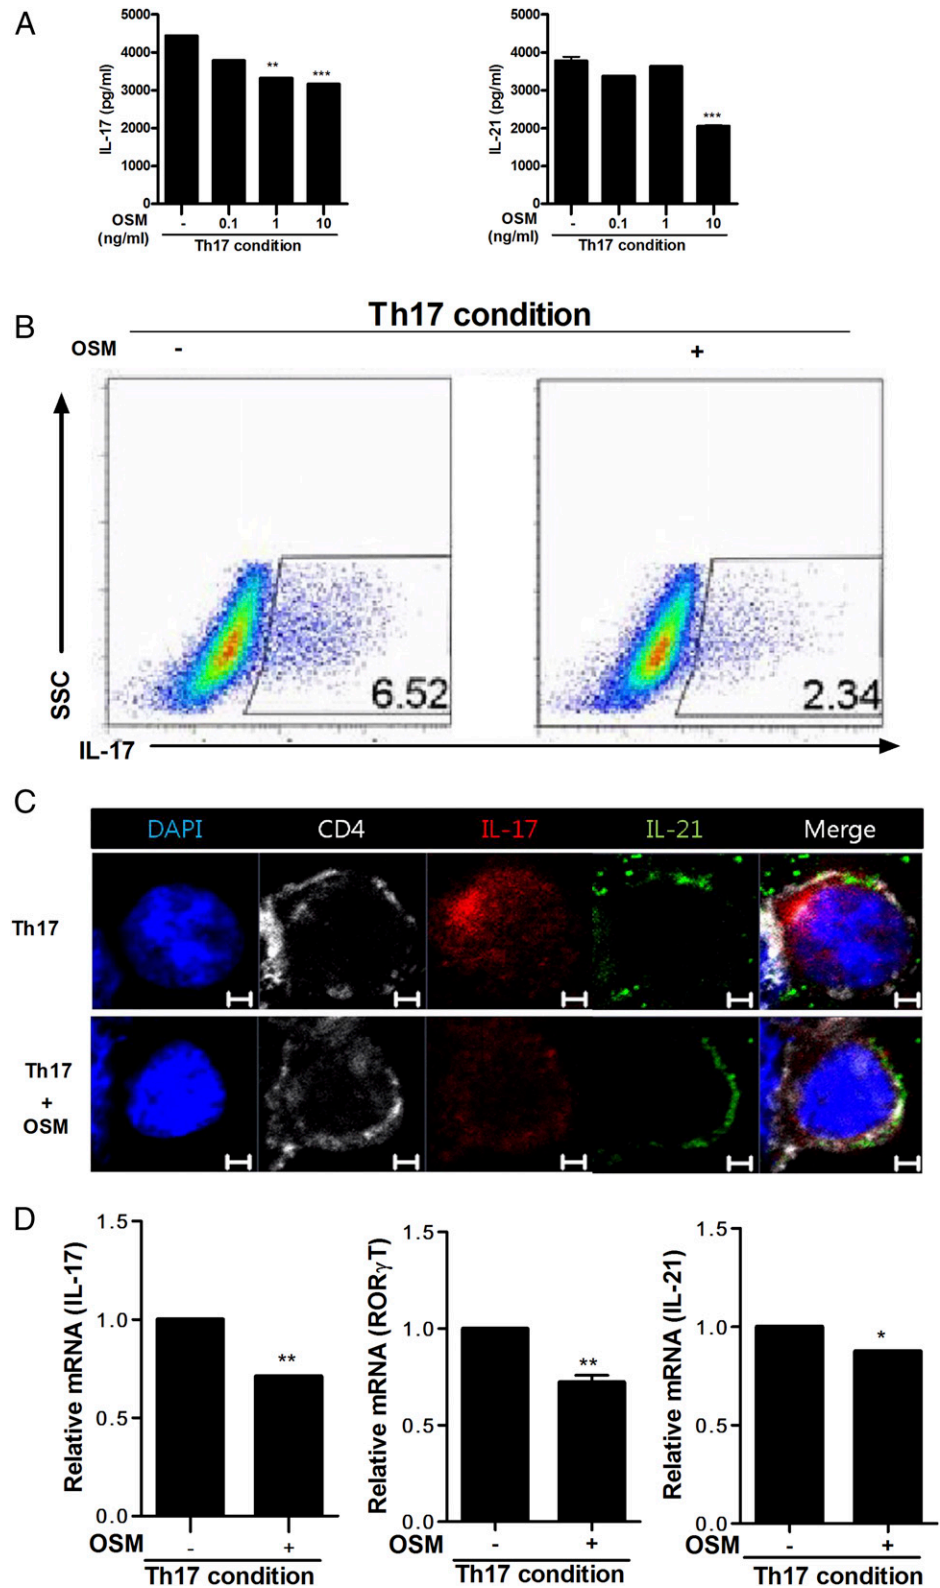 A
IL-17 (pg/ml)
5000
4000
3000
2000
1000
0
**
***
OSM
(ng/ml)
- 0.1 1 10
Th17 condition
IL-21 (pg/ml)
5000
4000
3000
2000
1000
0
***
OSM
(ng/ml)
- 0.1 1 10
Th17 condition
B
Th17 condition
OSM - +
SSC
6.52
2.34
IL-17
C
DAPI CD4 IL-17 IL-21 Merge
Th17
Th17
+
OSM
D
Relative mRNA (IL-17)
1.5
1.0
0.5
0.0
**
OSM - +
Th17 condition
Relative mRNA (RORγT)
1.5
1.0
0.5
0.0
**
OSM - +
Th17 condition
Relative mRNA (IL-21)
1.5
1.0
0.5
0.0
*
OSM - +
Th17 condition